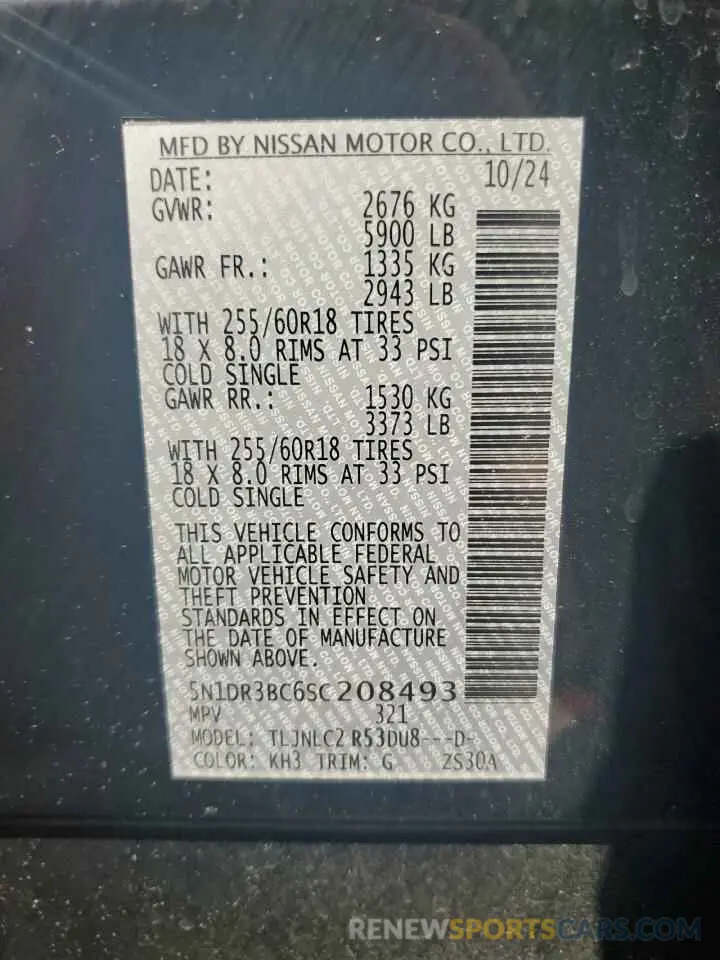 MFD BY NISSAN MOTOR CO., LTD.
DATE: 10/24
GVWR: 2676 KG
5900 LB
GAWR FR.: 1335 KG
2943 LB
WITH 255/60R18 TIRES
18 X 8.0 RIMS AT 33 PSI
COLD SINGLE
GAWR RR.: 1530 KG
3373 LB
WITH 255/60R18 TIRES
18 X 8.0 RIMS AT 33 PSI
COLD SINGLE
THIS VEHICLE CONFORMS TO
ALL APPLICABLE FEDERAL
MOTOR VEHICLE SAFETY AND
THEFT PREVENTION
STANDARDS IN EFFECT ON
THE DATE OF MANUFACTURE
SHOWN ABOVE.
5N1DR3BC6SC208493
MPV 321
MODEL: TLJNLC2 R53DU8---D-
COLOR: KH3 TRIM: G ZS30A
RENEWSPORTSCARS.COM